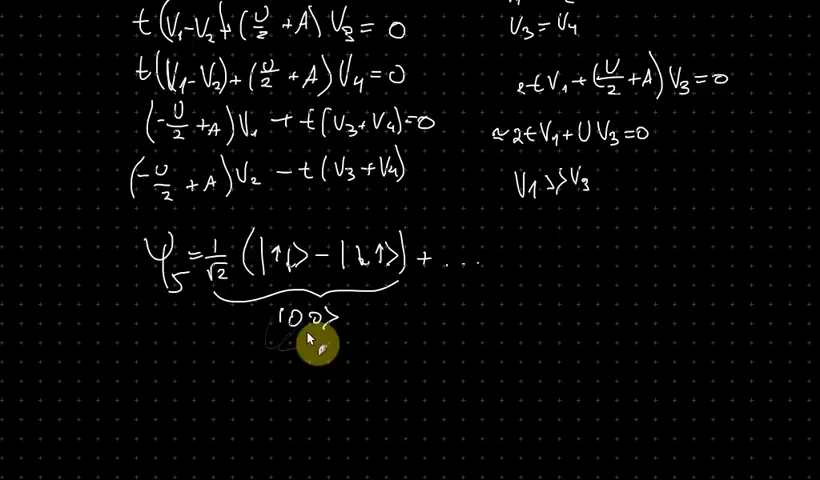 t(V₁-V₂)+(U/2+A)V₃=0
t(V₁-V₂)+(U/2+A)V₄=0
(-U/2+A)V₁+t(V₃+V₄)=0
(-U/2+A)V₂-t(V₃+V₄)
V₃=V₄
2tV₁+(U/2+A)V₃=0
≈2tV₁+UV₃=0
V₁>>V₃
Ψ₅=1/√2(|↑↓>-|↓↑>)+...
|00>